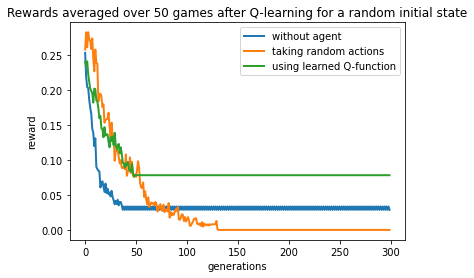 Rewards averaged over 50 games after Q-learning for a random initial state
without agent
taking random actions
using learned Q-function
reward
0.25
0.20
0.15
0.10
0.05
0.00
0 50 100 150 200 250 300
generations